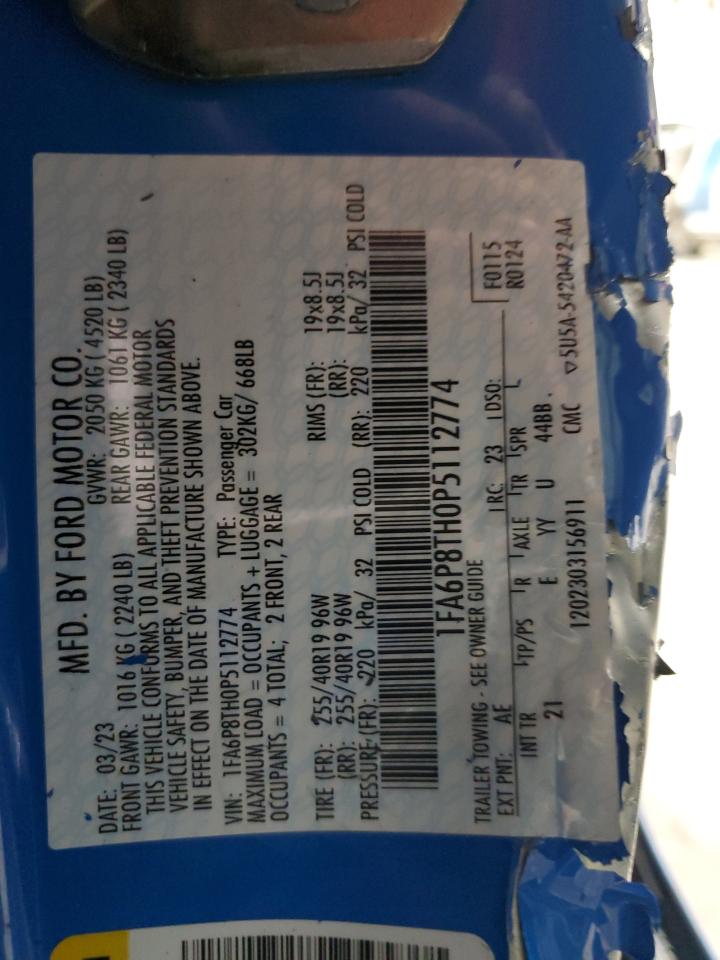 MFD. BY FORD MOTOR CO.
DATE: 03/23 GVWR: 2050 KG ( 4520 LB)
FRONT GAWR: 1016 KG ( 2240 LB) REAR GAWR: 1061 KG ( 2340 LB)
THIS VEHICLE CONFORMS TO ALL APPLICABLE FEDERAL MOTOR
VEHICLE SAFETY, BUMPER, AND THEFT PREVENTION STANDARDS
IN EFFECT ON THE DATE OF MANUFACTURE SHOWN ABOVE.
VIN: 1FA6P8TH0P5112774 TYPE: Passenger Car
MAXIMUM LOAD = OCCUPANTS + LUGGAGE = 302KG/ 668LB
OCCUPANTS = 4 TOTAL; 2 FRONT, 2 REAR
TIRE (FR): 255/40R19 96W RIMS (FR): 19x8.5J
(RR): 255/40R19 96W (RR): 19x8.5J
PRESSURE (FR): 220 kPa/ 32 PSI COLD (RR): 220 kPa/ 32 PSI COLD
1FA6P8TH0P5112774
TRAILER TOWING - SEE OWNER GUIDE F0115
EXT PNT: AE RC: 23 DSO: R0124
INT TR TP/PS R AXLE TR SPR L
21 E YY U 44BB
CMC ▽5U5A-5420472-AA
1202303156911